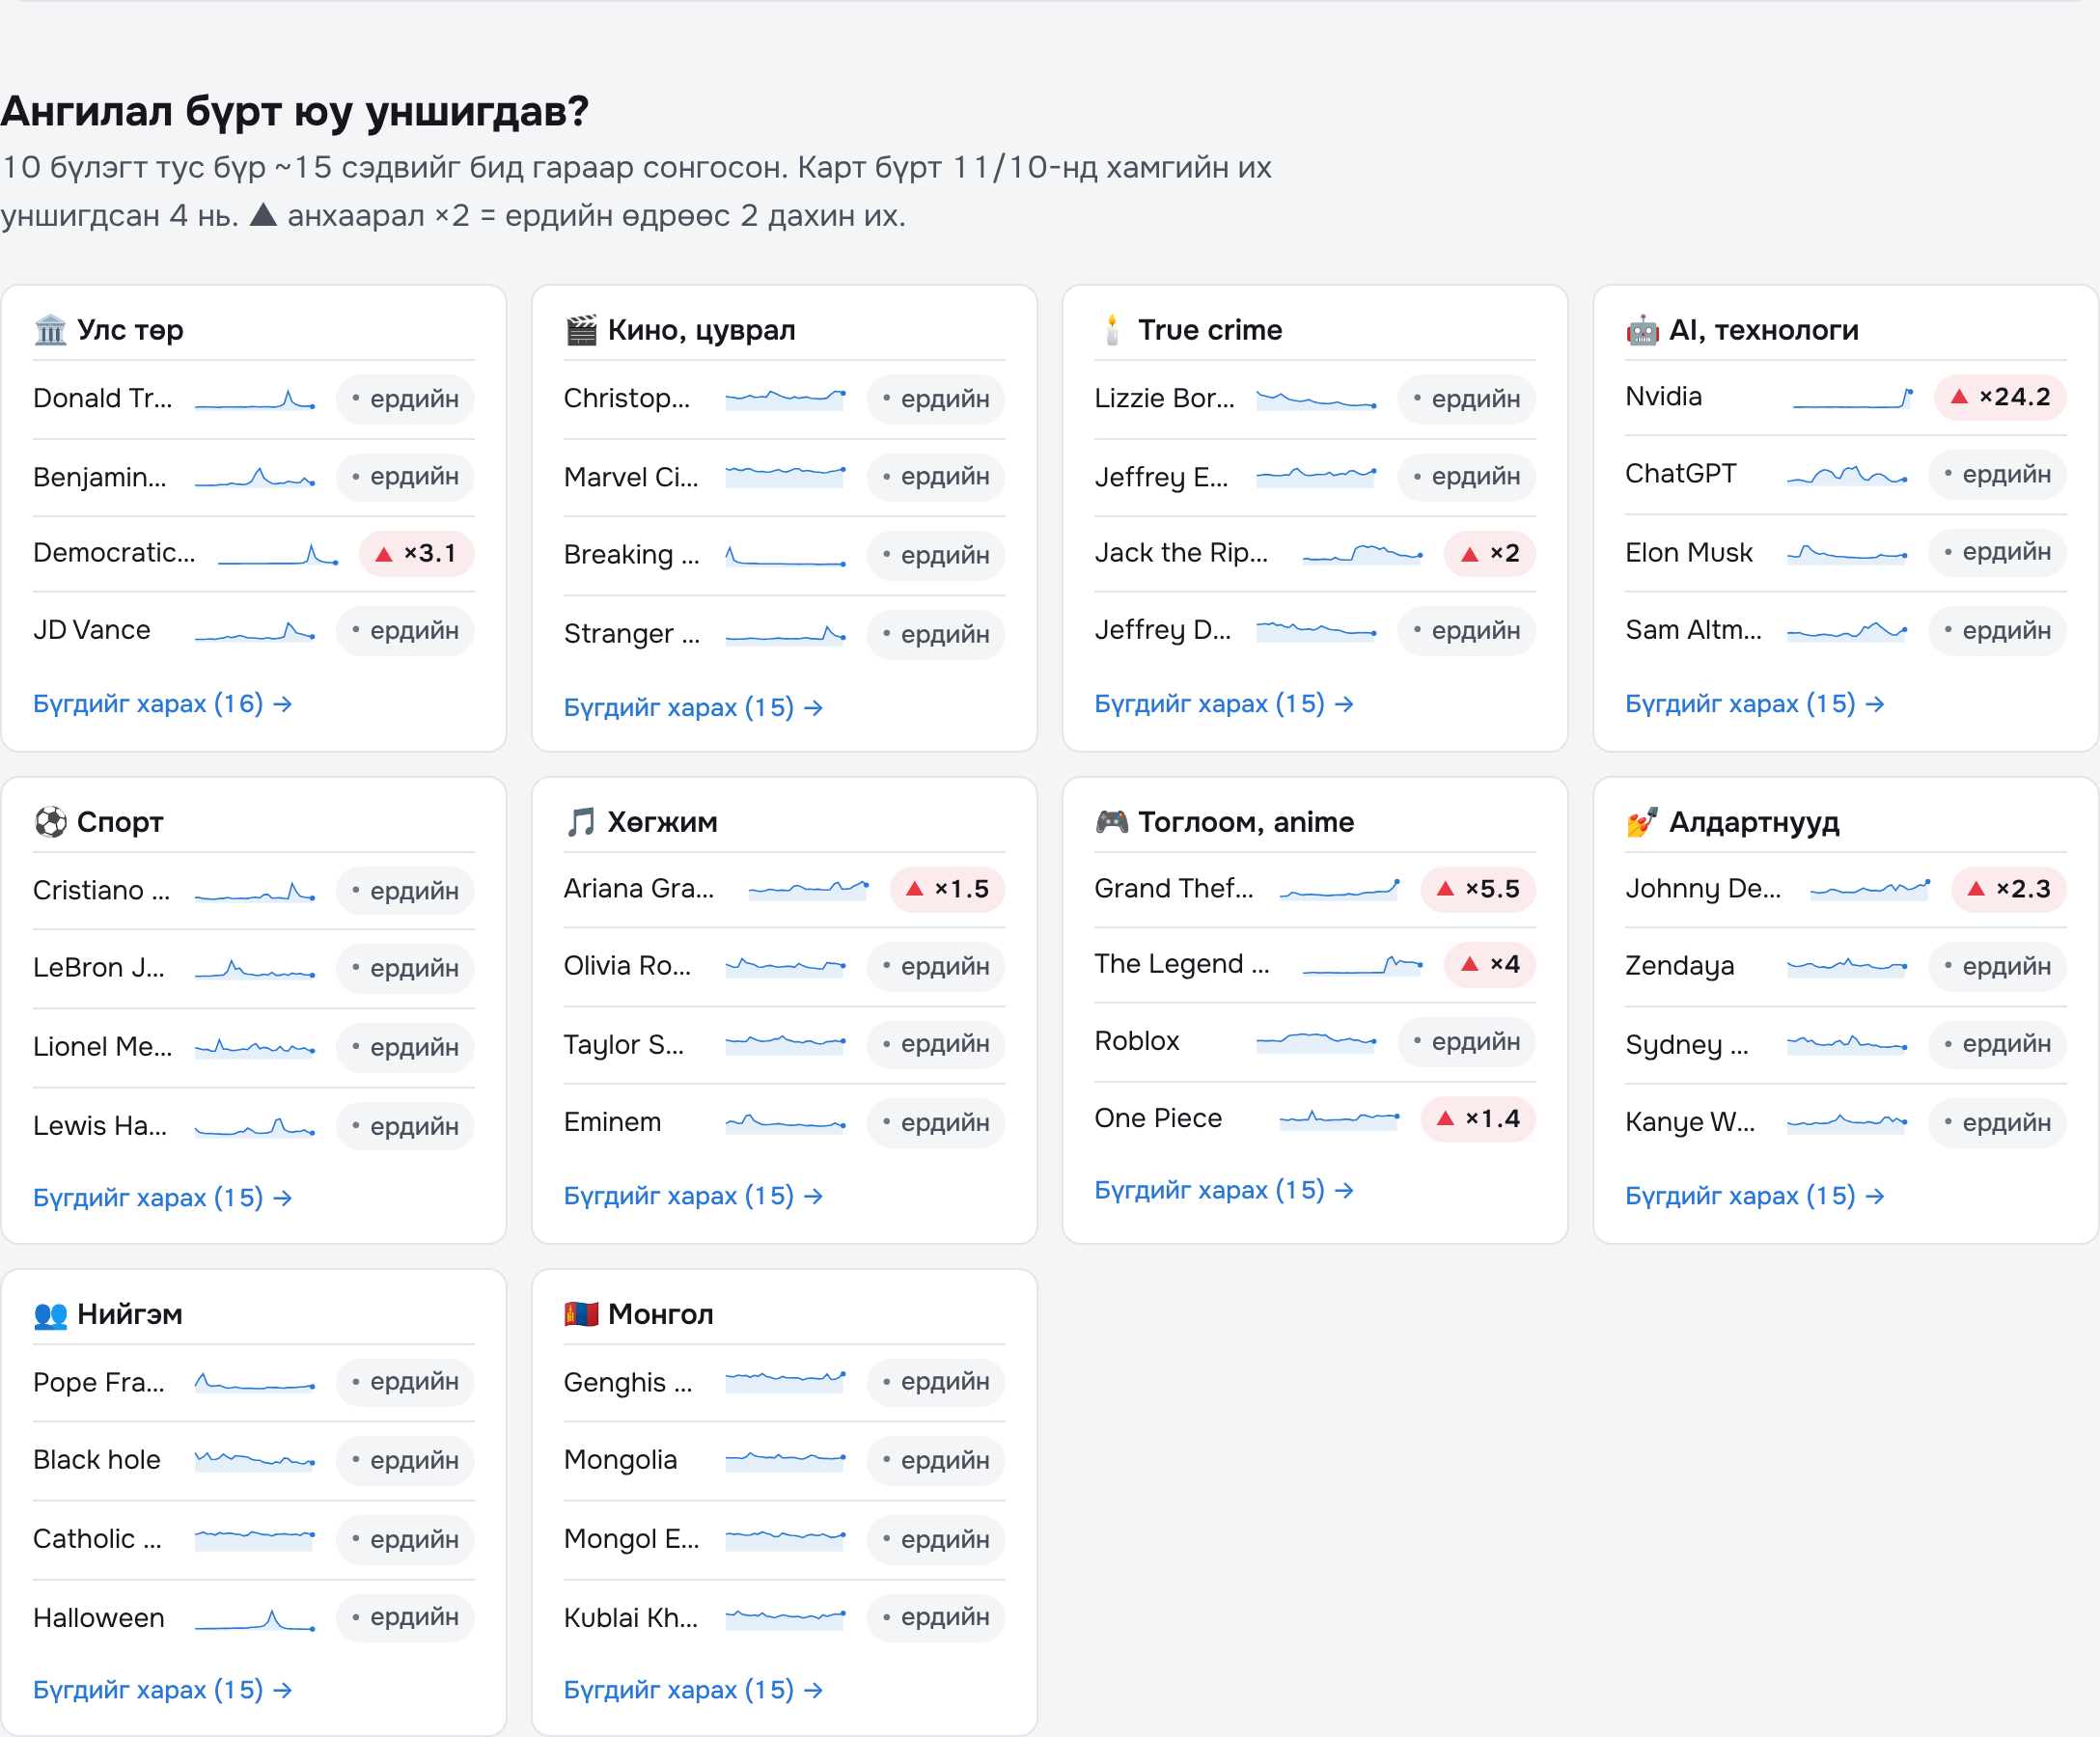 Ангилал бүрт юу уншигдав?
10 бүлэгт тус бүр ~15 сэдвийг бид гараар сонгосон. Карт бүрт 11/10-нд хамгийн их
уншигдсан 4 нь. ▲ анхаарал ×2 = ердийн өдрөөс 2 дахин их.
🏛️ Улс төр
Donald Tr... • ердийн
Benjamin... • ердийн
Democratic... ▲ ×3.1
JD Vance • ердийн
Бүгдийг харах (16) →
🎬 Кино, цуврал
Christop... • ердийн
Marvel Ci... • ердийн
Breaking ... • ердийн
Stranger ... • ердийн
Бүгдийг харах (15) →
🕯️ True crime
Lizzie Bor... • ердийн
Jeffrey E... • ердийн
Jack the Rip... ▲ ×2
Jeffrey D... • ердийн
Бүгдийг харах (15) →
🤖 AI, технологи
Nvidia ▲ ×24.2
ChatGPT • ердийн
Elon Musk • ердийн
Sam Altm... • ердийн
Бүгдийг харах (15) →
⚽ Спорт
Cristiano ... • ердийн
LeBron J... • ердийн
Lionel Me... • ердийн
Lewis Ha... • ердийн
Бүгдийг харах (15) →
🎵 Хөгжим
Ariana Gra... ▲ ×1.5
Olivia Ro... • ердийн
Taylor S... • ердийн
Eminem • ердийн
Бүгдийг харах (15) →
🎮 Тоглоом, anime
Grand Thef... ▲ ×5.5
The Legend ... ▲ ×4
Roblox • ердийн
One Piece ▲ ×1.4
Бүгдийг харах (15) →
💅 Алдартнууд
Johnny De... ▲ ×2.3
Zendaya • ердийн
Sydney ... • ердийн
Kanye W... • ердийн
Бүгдийг харах (15) →
👥 Нийгэм
Pope Fra... • ердийн
Black hole • ердийн
Catholic ... • ердийн
Halloween • ердийн
Бүгдийг харах (15) →
🇲🇳 Монгол
Genghis ... • ердийн
Mongolia • ердийн
Mongol E... • ердийн
Kublai Kh... • ердийн
Бүгдийг харах (15) →